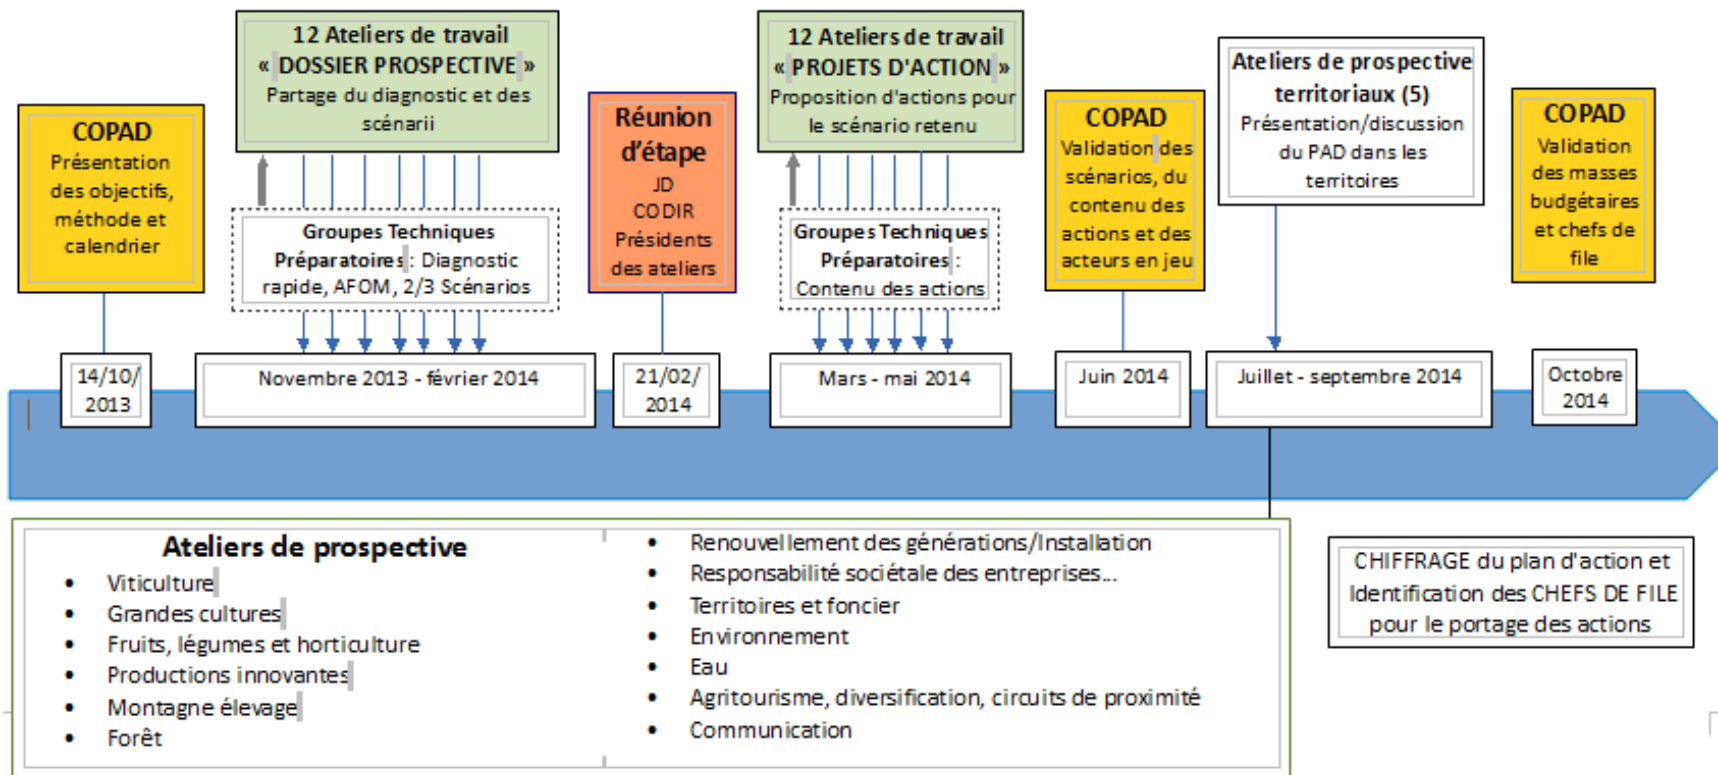 12 Ateliers de travail
« DOSSIER PROSPECTIVE »
Partage du diagnostic et des
scénarii
12 Ateliers de travail
« PROJETS D'ACTION »
Proposition d'actions pour
le scénario retenu
Ateliers de prospective
territoriaux (5)
Présentation/discussion
du PAD dans les
territoires
COPAD
Présentation
des objectifs,
méthode et
calendrier
Réunion
d'étape
JD
CODIR
Présidents
des ateliers
COPAD
Validation des
scénarios, du
contenu des
actions et des
acteurs en jeu
COPAD
Validation
des masses
budgétaires
et chefs de
file
Groupes Techniques
Préparatoires : Diagnostic
rapide, AFOM, 2/3 Scénarios
Groupes Techniques
Préparatoires :
Contenu des actions
14/10/
2013
Novembre 2013 - février 2014
21/02/
2014
Mars - mai 2014
Juin 2014
Juillet - septembre 2014
Octobre
2014
Ateliers de prospective
• Viticulture
• Grandes cultures
• Fruits, légumes et horticulture
• Productions innovantes
• Montagne élevage
• Forêt
• Renouvellement des générations/Installation
• Responsabilité sociétale des entreprises...
• Territoires et foncier
• Environnement
• Eau
• Agritourisme, diversification, circuits de proximité
• Communication
CHIFFRAGE du plan d'action et
Identification des CHEFS DE FILE
pour le portage des actions